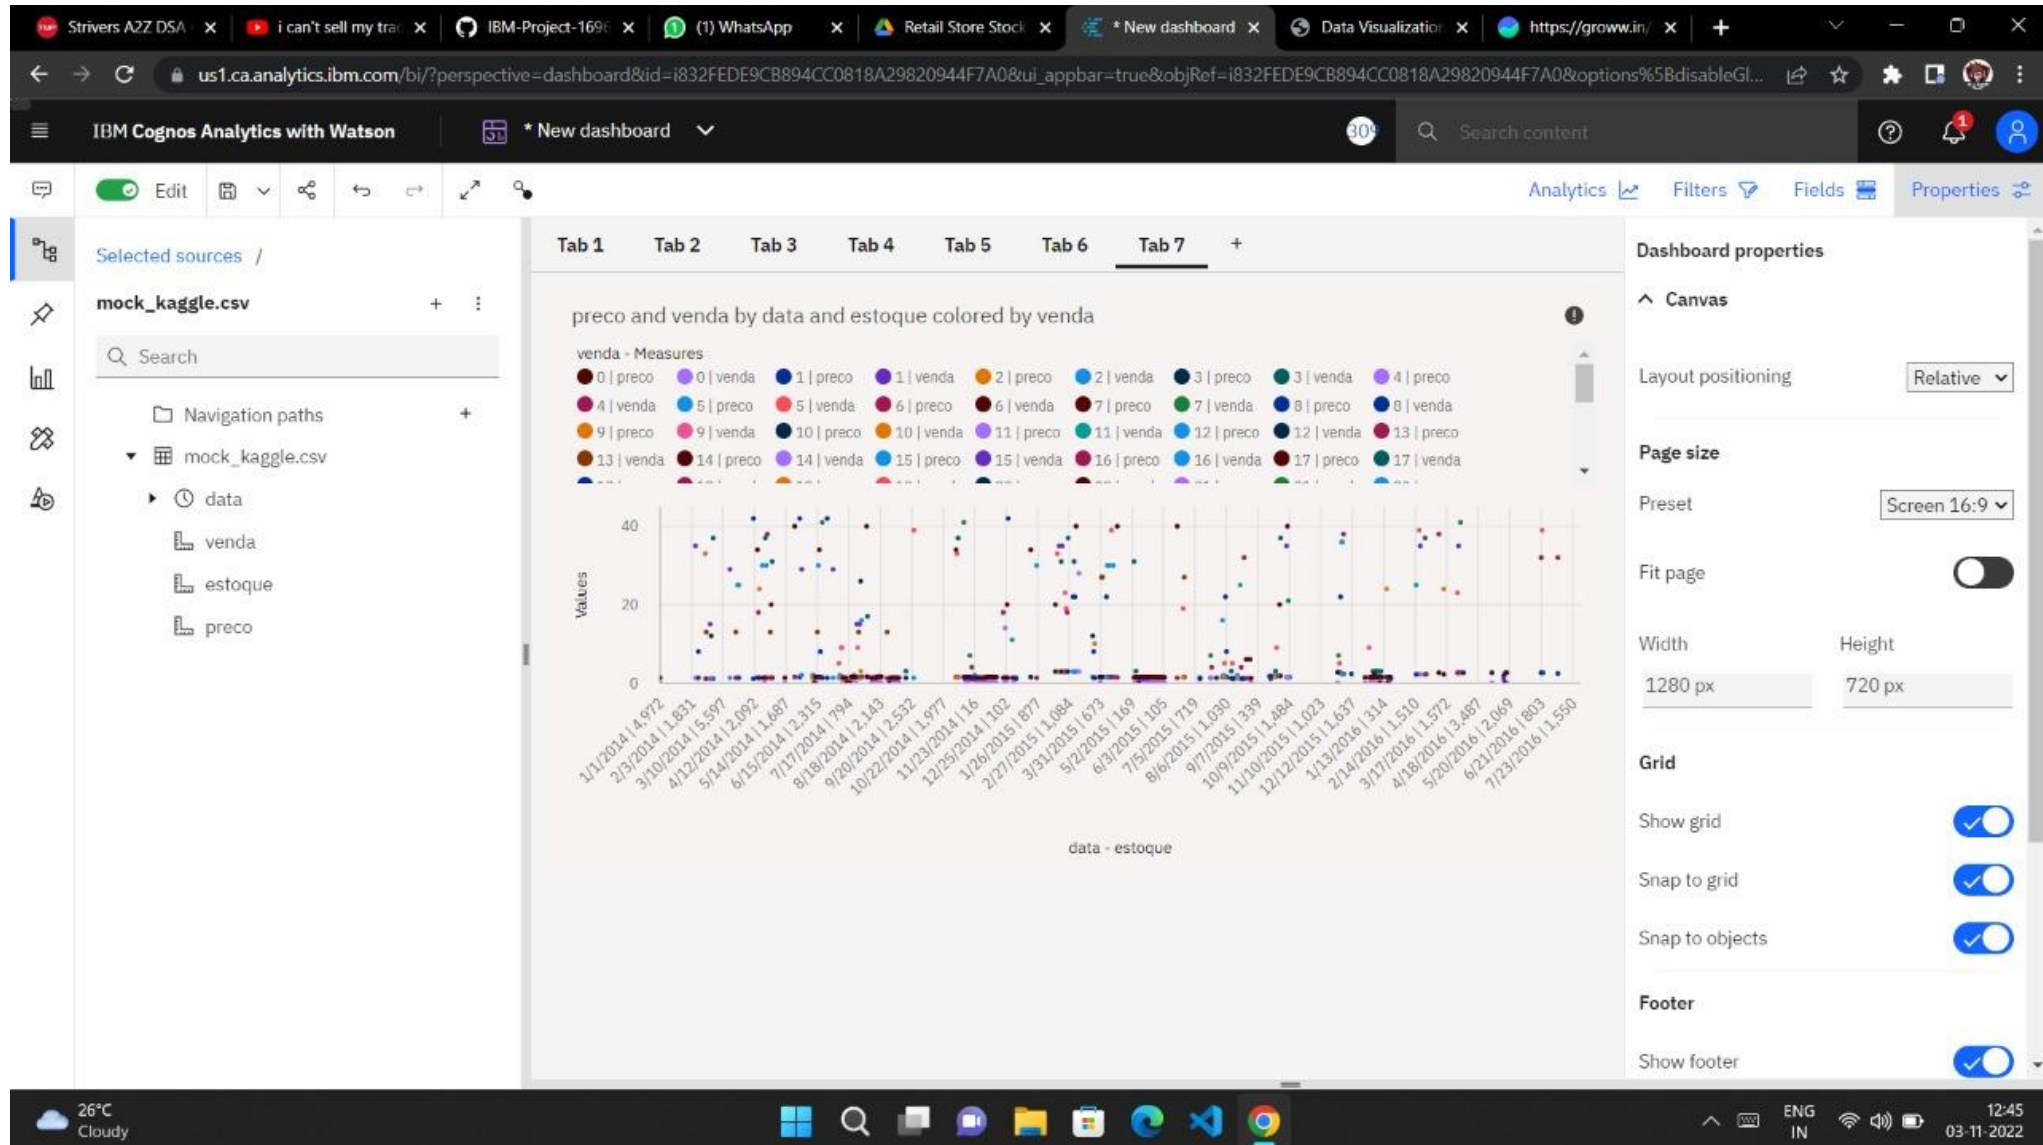 Strivers A2Z DSA
i can't sell my trac
IBM-Project-1696
(1) WhatsApp
Retail Store Stock
* New dashboard
Data Visualization
https://groww.in/
us1.ca.analytics.ibm.com/bi/?perspective=dashboard&id=i832FEDE9CB894CC0818A29820944F7A0&ui_appbar=true&objRef=i832FEDE9CB894CC0818A29820944F7A0&options%5BdisableGl...
IBM Cognos Analytics with Watson
* New dashboard
309
Search content
1
Edit
Analytics
Filters
Fields
Properties
Selected sources /
mock_kaggle.csv
Search
Navigation paths
mock_kaggle.csv
data
venda
estoque
preco
Tab 1 Tab 2 Tab 3 Tab 4 Tab 5 Tab 6 Tab 7 +
preco and venda by data and estoque colored by venda
venda - Measures
0 | preco 0 | venda 1 | preco 1 | venda 2 | preco 2 | venda 3 | preco 3 | venda 4 | preco
4 | venda 5 | preco 5 | venda 6 | preco 6 | venda 7 | preco 7 | venda 8 | preco 8 | venda
9 | preco 9 | venda 10 | preco 10 | venda 11 | preco 11 | venda 12 | preco 12 | venda 13 | preco
13 | venda 14 | preco 14 | venda 15 | preco 15 | venda 16 | preco 16 | venda 17 | preco 17 | venda
Values
40
20
0
1/1/2014 | 4,972
2/3/2014 | 1,831
3/10/2014 | 5,597
4/12/2014 | 2,092
5/14/2014 | 1,687
6/15/2014 | 2,315
7/17/2014 | 794
8/18/2014 | 2,143
9/20/2014 | 2,532
10/22/2014 | 1,977
11/23/2014 | 16
12/25/2014 | 102
1/26/2015 | 877
2/27/2015 | 1,084
3/31/2015 | 673
5/2/2015 | 169
6/3/2015 | 105
7/5/2015 | 719
8/6/2015 | 1,030
9/7/2015 | 339
10/9/2015 | 1,484
11/10/2015 | 1,023
12/12/2015 | 1,637
1/13/2016 | 314
2/14/2016 | 1,510
3/17/2016 | 1,572
4/18/2016 | 3,487
5/20/2016 | 2,069
6/21/2016 | 803
7/23/2016 | 1,550
data - estoque
Dashboard properties
Canvas
Layout positioning
Relative
Page size
Preset
Screen 16:9
Fit page
Width
Height
1280 px
720 px
Grid
Show grid
Snap to grid
Snap to objects
Footer
Show footer
26°C
Cloudy
ENG
IN
12:45
03-11-2022